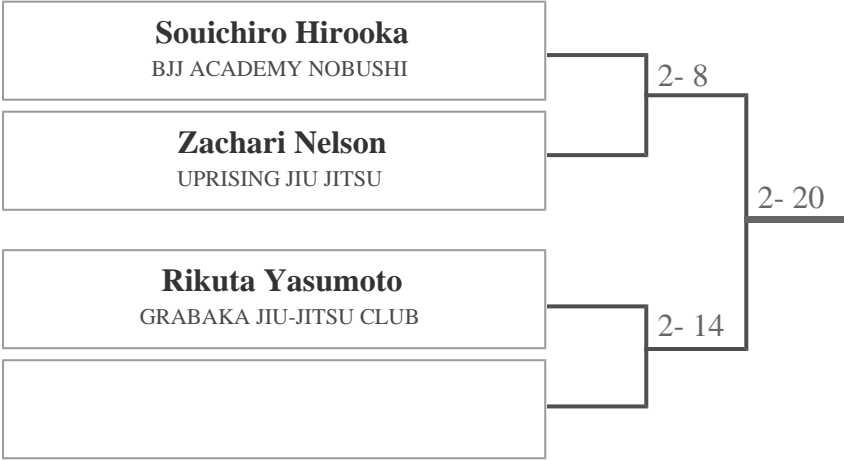 Souichiro Hirooka
BJJ ACADEMY NOBUSHI
2- 8
Zachari Nelson
UPRISING JIU JITSU
2- 20
Rikuta Yasumoto
GRABAKA JIU-JITSU CLUB
2- 14